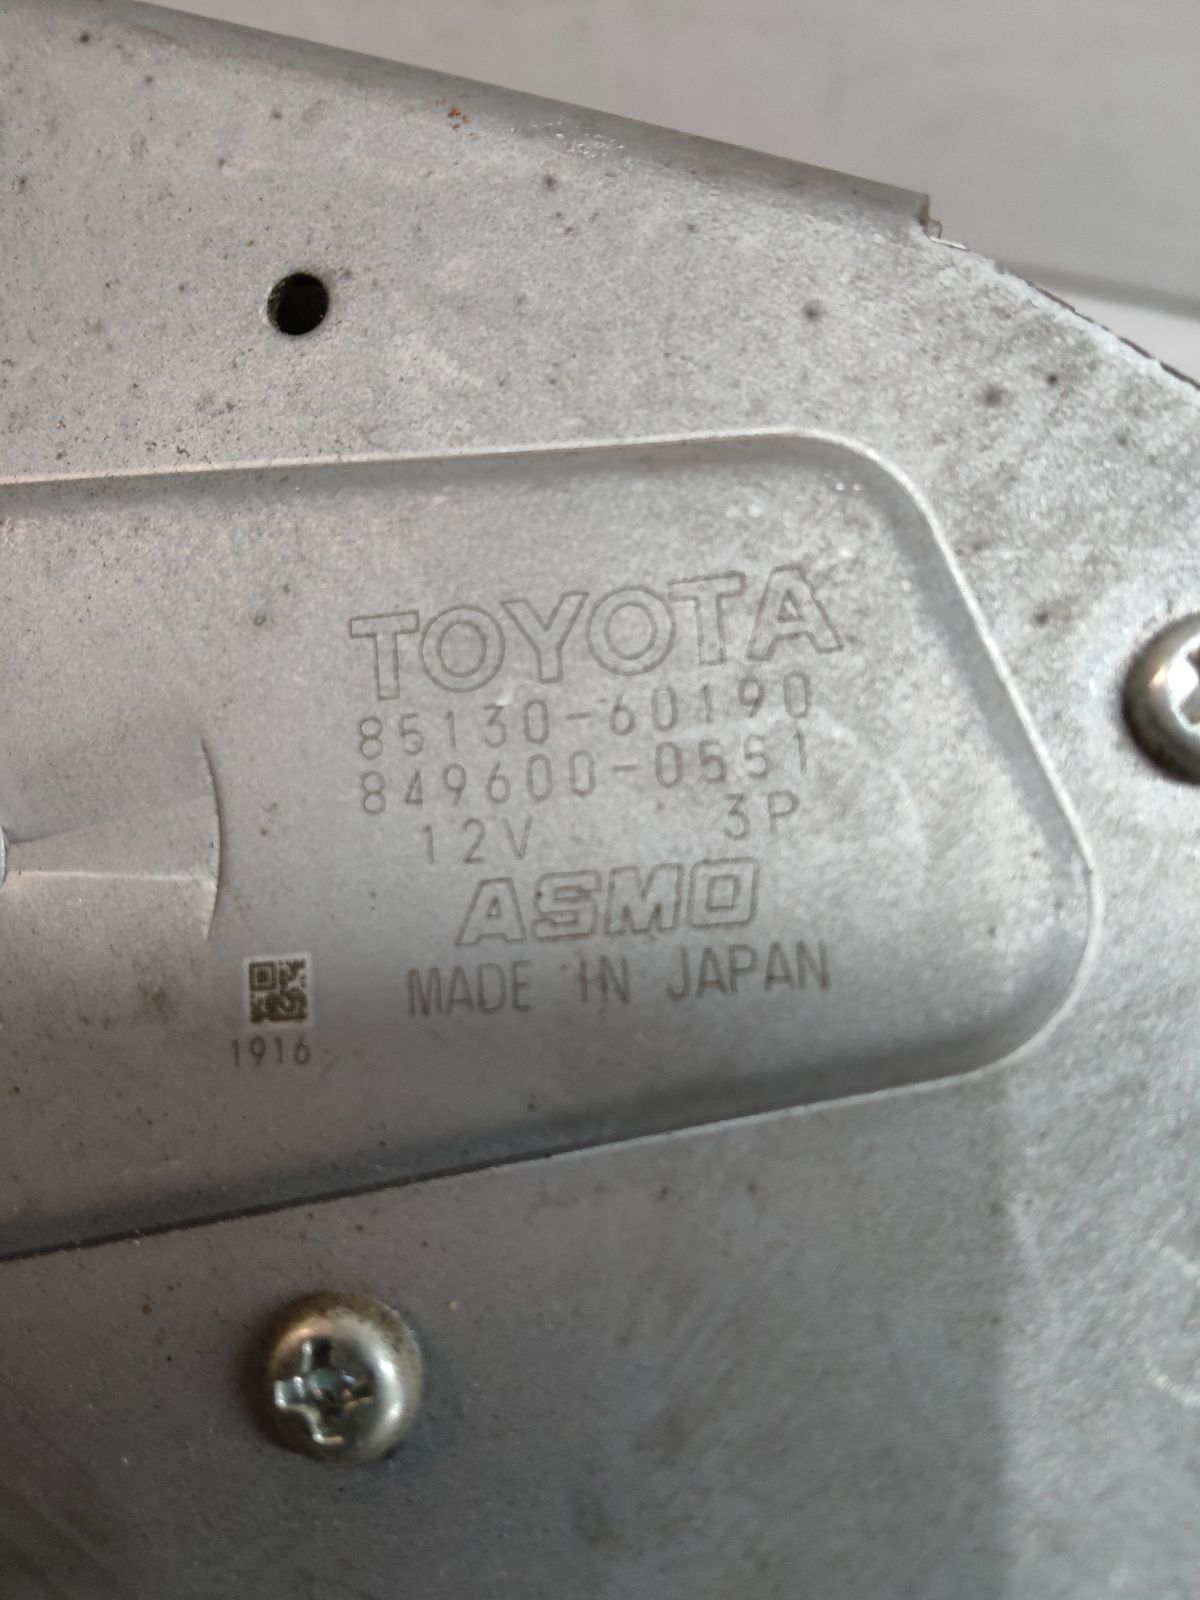 TOYOTA
85130-60190
849600-0551
12V 3P
ASMO
MADE IN JAPAN
1916